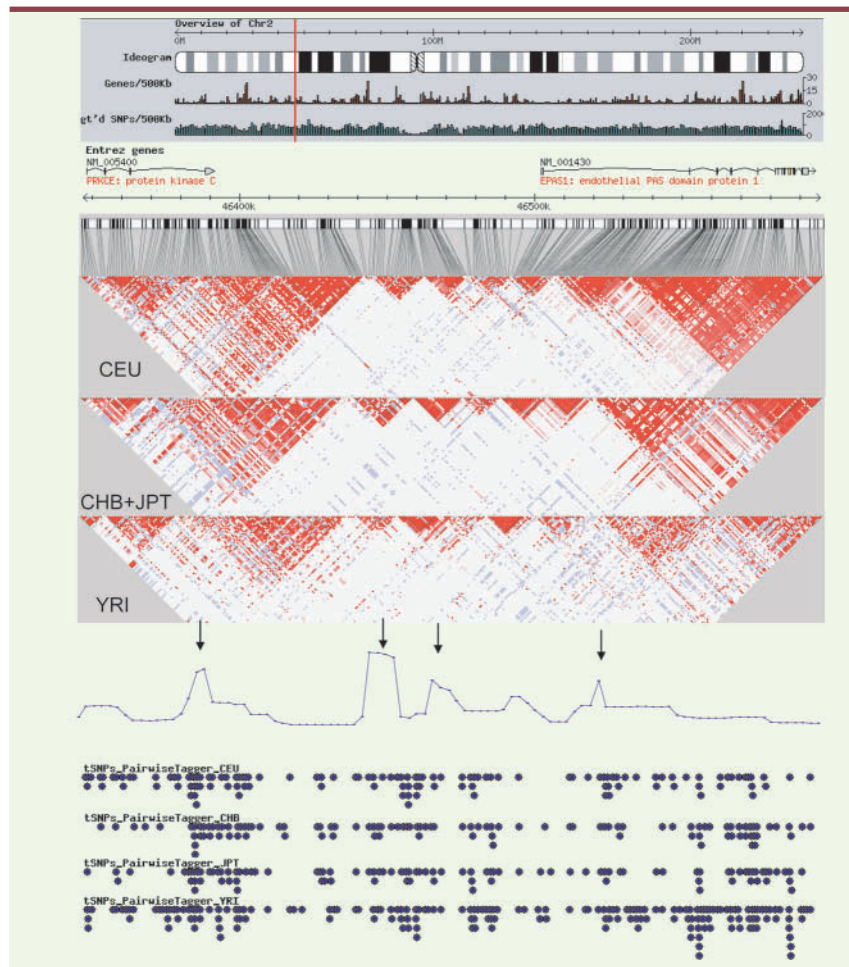 Overview of Chr2
0M 100M 200M
Ideogram
Genes/500Kb
30
15
0
gt'd SNPs/500Kb
200
0
Entrez genes
NM_005400 NM_001430
PRKCE: protein kinase C EPAS1: endothelial PAS domain protein 1
46400k 46500k
CEU
CHB+JPT
YRI
tSNPs_PairwiseTagger_CEU
tSNPs_PairwiseTagger_CHB
tSNPs_PairwiseTagger_JPT
tSNPs_PairwiseTagger_YRI